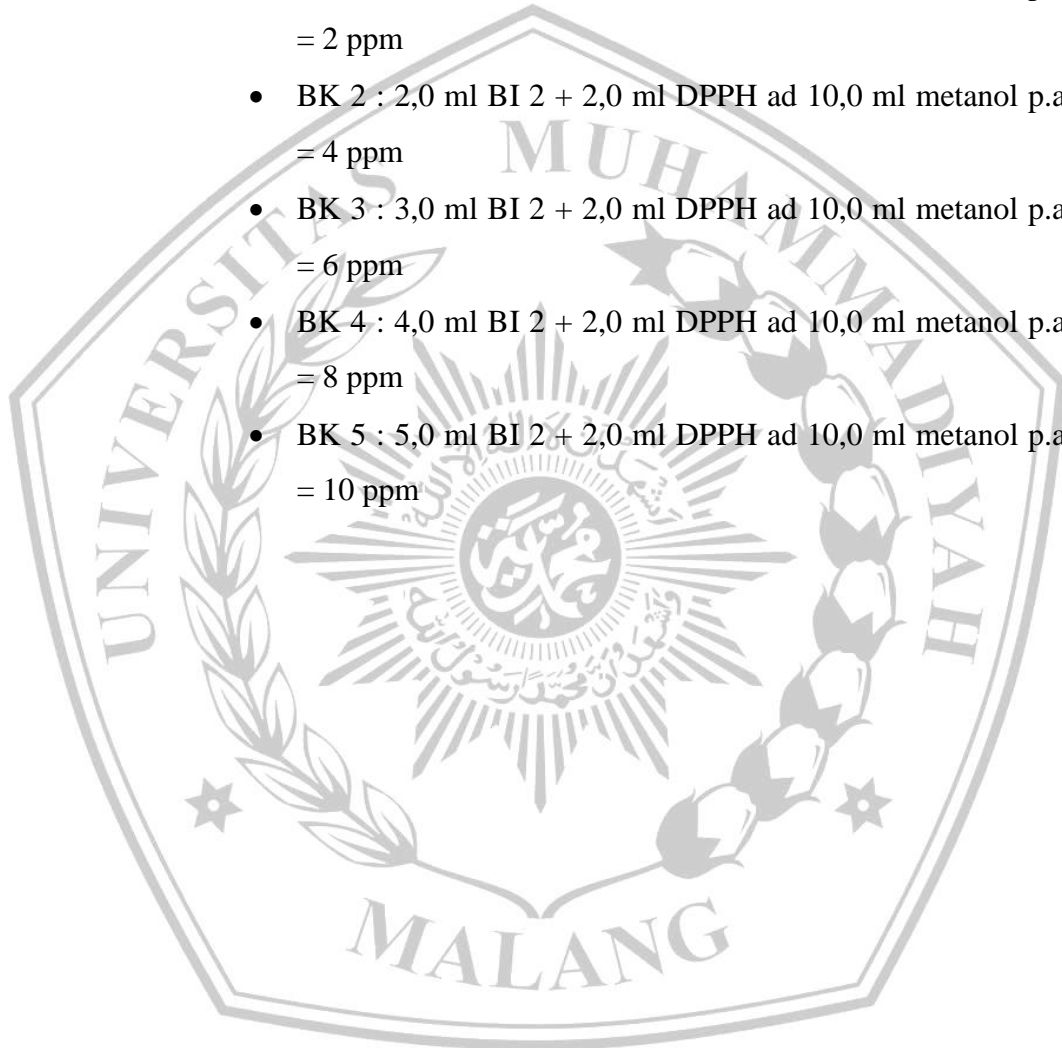 = 2 ppm
• BK 2 : 2,0 ml BI 2 + 2,0 ml DPPH ad 10,0 ml metanol p.a
= 4 ppm
• BK 3 : 3,0 ml BI 2 + 2,0 ml DPPH ad 10,0 ml metanol p.a
= 6 ppm
• BK 4 : 4,0 ml BI 2 + 2,0 ml DPPH ad 10,0 ml metanol p.a
= 8 ppm
• BK 5 : 5,0 ml BI 2 + 2,0 ml DPPH ad 10,0 ml metanol p.a
= 10 ppm
UNIVERSITAS MUHAMMADIYAH
MALANG